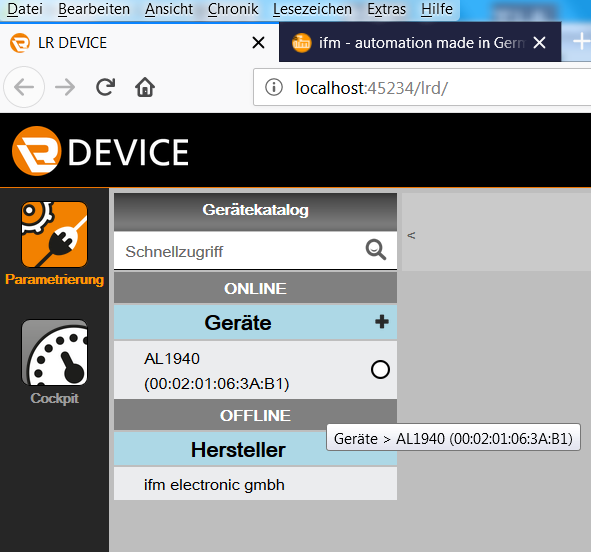 Datei Bearbeiten Ansicht Chronik Lesezeichen Extras Hilfe
LR DEVICE
ifm - automation made in Germ
localhost:45234/lrd/
DEVICE
Gerätekatalog
Schnellzugriff
<
Parametrierung
ONLINE
Geräte
AL1940
(00:02:01:06:3A:B1)
Cockpit
OFFLINE
Geräte > AL1940 (00:02:01:06:3A:B1)
Hersteller
ifm electronic gmbh